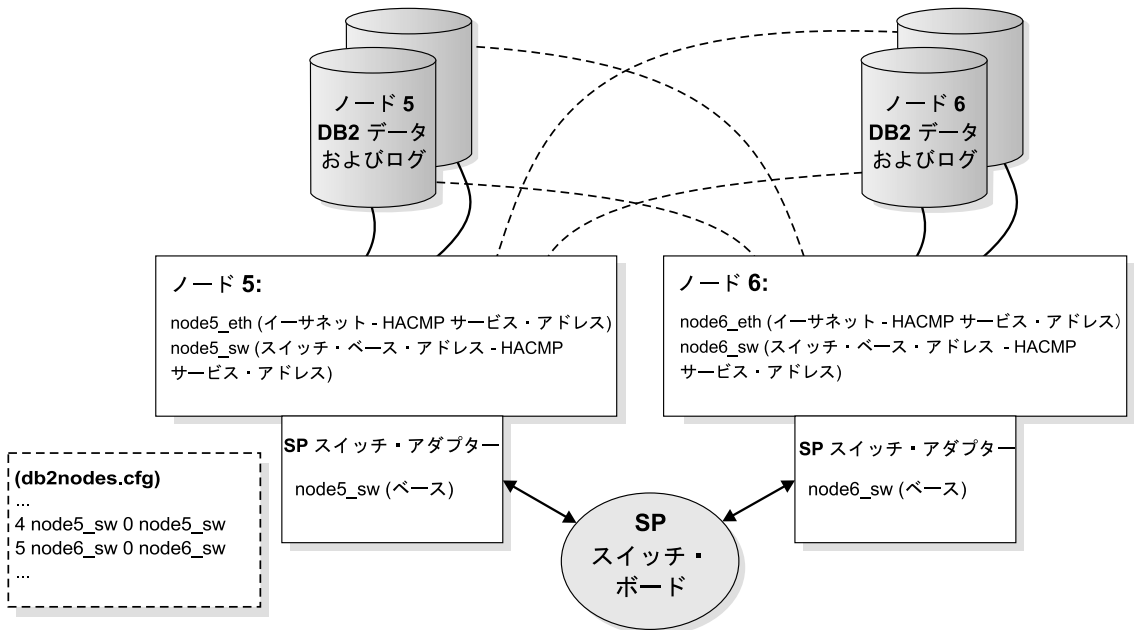 ノード 5
DB2 データ
およびログ
ノード 6
DB2 データ
およびログ
ノード 5:
node5_eth (イーサネット - HACMP サービス・アドレス)
node5_sw (スイッチ・ベース・アドレス - HACMP
サービス・アドレス)
ノード 6:
node6_eth (イーサネット - HACMP サービス・アドレス)
node6_sw (スイッチ・ベース・アドレス - HACMP
サービス・アドレス)
SP スイッチ・アダプター
node5_sw (ベース)
SP スイッチ・アダプター
node6_sw (ベース)
(db2nodes.cfg)
...
4 node5_sw 0 node5_sw
5 node6_sw 0 node6_sw
...
SP
スイッチ・
ボード